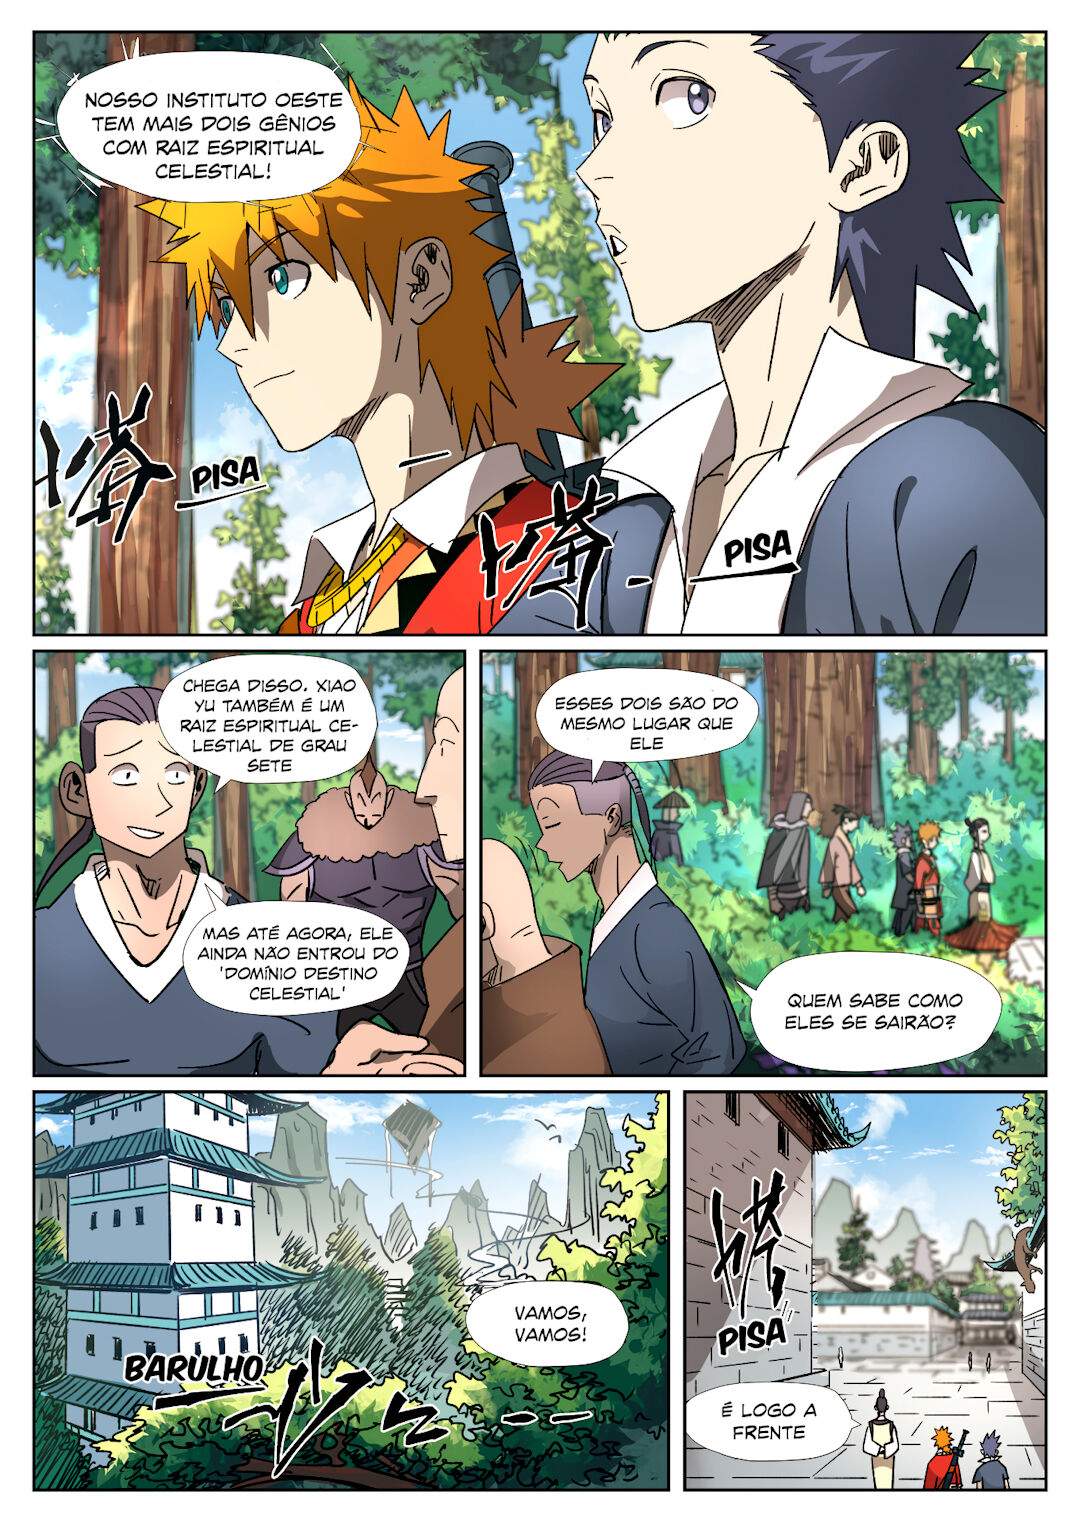 NOSSO INSTITUTO OESTE
TEM MAIS DOIS GÊNIOS
COM RAIZ ESPIRITUAL
CELESTIAL!
PISA
PISA
CHEGA DISSO. XIAO
YU TAMBÉM É UM
RAIZ ESPIRITUAL CE-
LESTIAL DE GRAU
SETE
MAS ATÉ AGORA, ELE
AINDA NÃO ENTROU DO
'DOMÍNIO DESTINO
CELESTIAL'
ESSES DOIS SÃO DO
MESMO LUGAR QUE
ELE
QUEM SABE COMO
ELES SE SAIRÃO?
VAMOS,
VAMOS!
BARULHO
PISA
É LOGO A
FRENTE